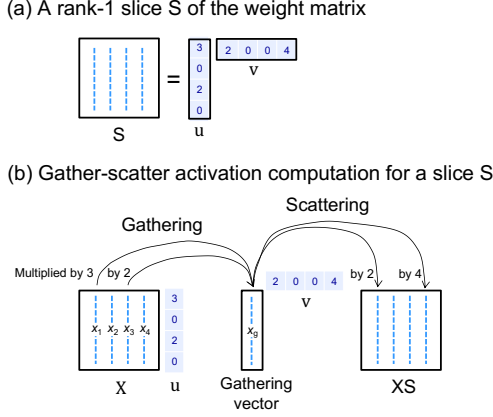 (a) A rank-1 slice S of the weight matrix
S
=
3
0
2
0
u
2 0 0 4
v
(b) Gather-scatter activation computation for a slice S
Gathering
Scattering
Multiplied by 3 by 2
by 2 by 4
x1 x2 x3 x4
X
3
0
2
0
u
xg
Gathering
vector
2 0 0 4
v
XS